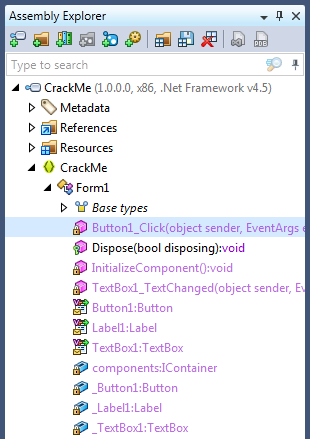 Assembly Explorer
Type to search
CrackMe (1.0.0.0, x86, .Net Framework v4.5)
Metadata
References
Resources
CrackMe
Form1
Base types
Button1_Click(object sender, EventArgs e
Dispose(bool disposing):void
InitializeComponent():void
TextBox1_TextChanged(object sender, Ev
Button1:Button
Label1:Label
TextBox1:TextBox
components:IContainer
_Button1:Button
_Label1:Label
_TextBox1:TextBox